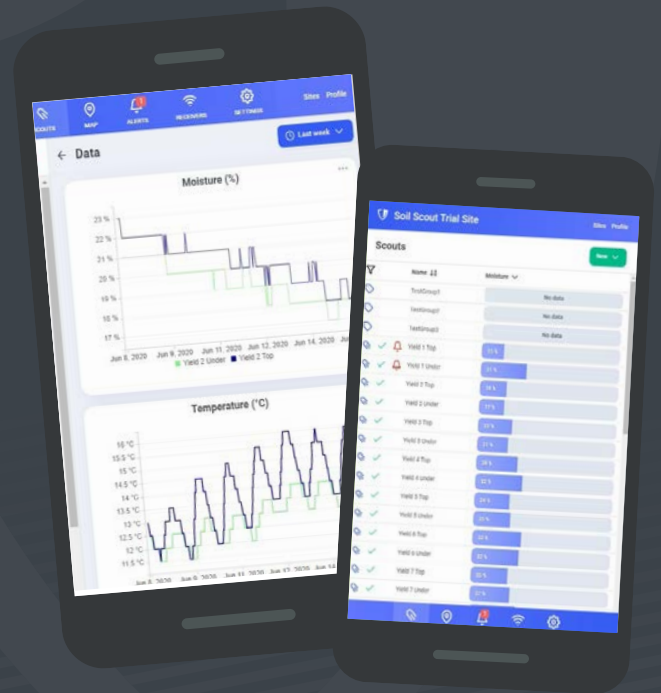 SCOUTS
MAP
ALERTS
RECEIVERS
SETTINGS
Sites
Profile
1
← Data
Last week
Moisture (%)
23 %
22 %
21 %
20 %
19 %
18 %
17 %
Jun 8, 2020
Jun 9, 2020
Jun 11, 2020
Jun 12, 2020
Jun 14, 2020
Yield 2 Under
Yield 2 Top
Temperature (°C)
16 °C
15.5 °C
15 °C
14.5 °C
14 °C
13.5 °C
13 °C
12.5 °C
12 °C
11.5 °C
Soil Scout Trial Site
Sites
Profile
Scouts
New
Name
Moisture
TestGroup1
No data
No data
No data
Yield 1 Top
Yield 1 Under
Yield 2 Top
Yield 2 Under
Yield 3 Top
Yield 3 Under
Yield 4 Top
Yield 4 Under
Yield 5 Top
Yield 5 Under
Yield 6 Top
Yield 6 Under
Yield 7 Top
Yield 7 Under